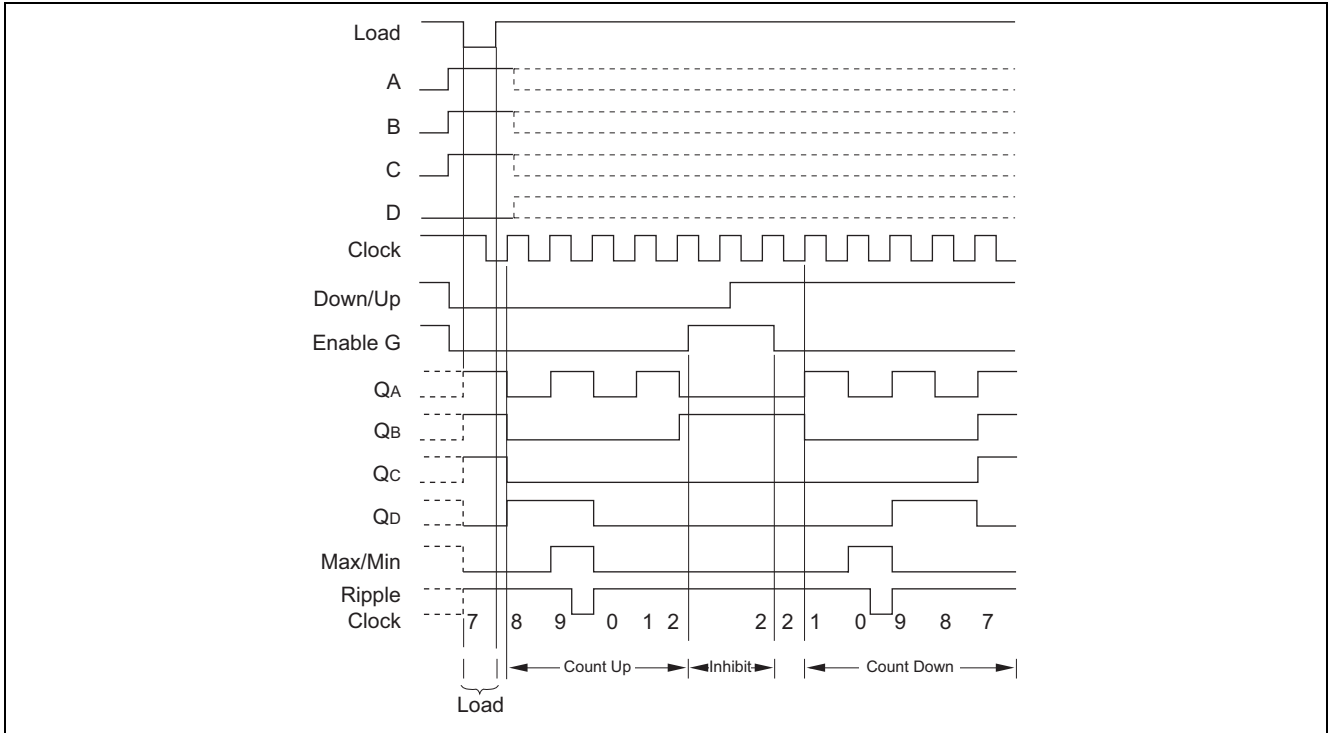 Load
A
B
C
D
Clock
Down/Up
Enable G
QA
QB
QC
QD
Max/Min
Ripple
Clock
7 8 9 0 1 2 2 2 1 0 9 8 7
Count Up Inhibit Count Down
Load